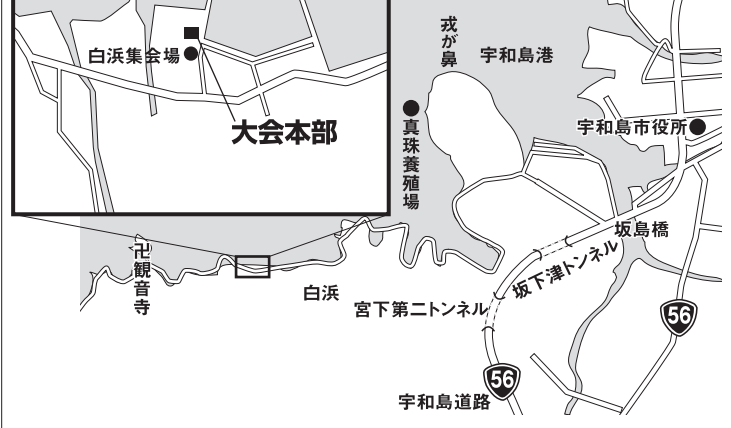 白浜集会場
大会本部
戎が鼻
宇和島港
真珠養殖場
宇和島市役所
坂島橋
卍観音寺
白浜
坂下津トンネル
宮下第二トンネル
56
56
宇和島道路